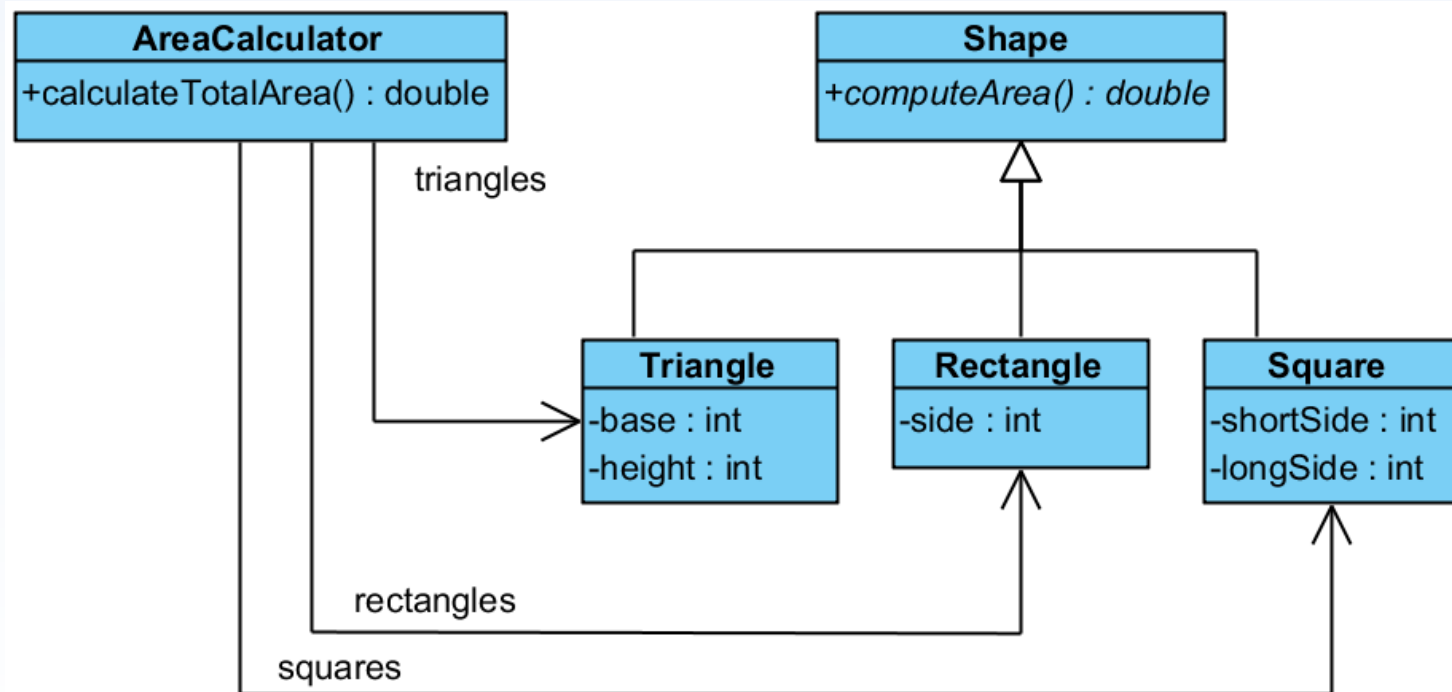 AreaCalculator
+calculateTotalArea() : double
Shape
+computeArea() : double
triangles
Triangle
-base : int
-height : int
Rectangle
-side : int
Square
-shortSide : int
-longSide : int
rectangles
squares